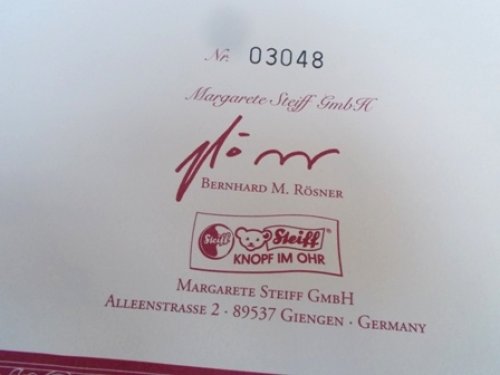 Nr. 03048
Margarete Steiff GmbH
BERNHARD M. RÖSNER
Steiff Steiff
KNOPF IM OHR
MARGARETE STEIFF GMBH
ALLEENSTRASSE 2 · 89537 GIENGEN · GERMANY